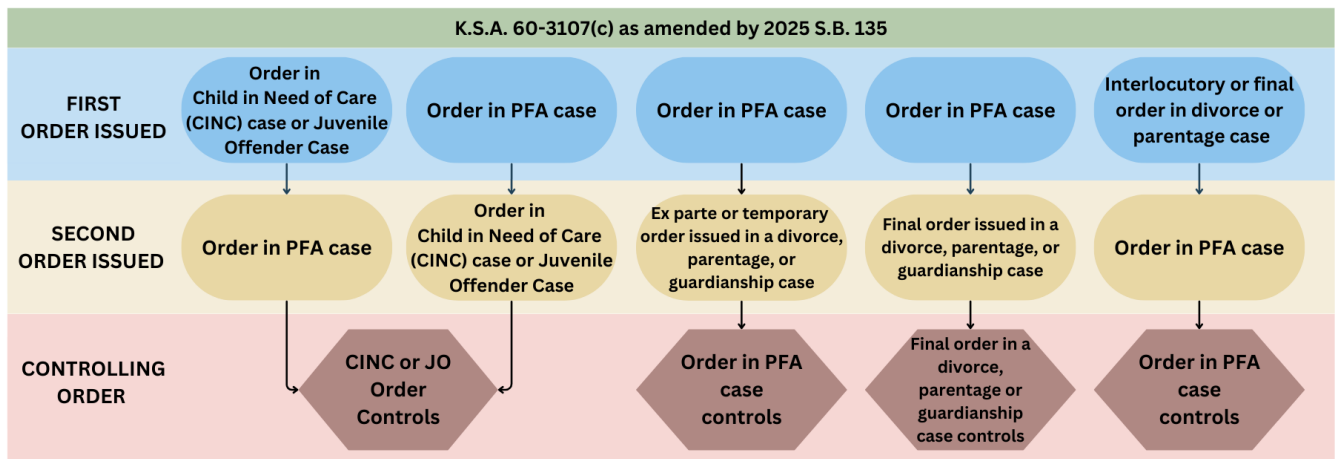 K.S.A. 60-3107(c) as amended by 2025 S.B. 135
FIRST
ORDER ISSUED
Order in
Child in Need of Care
(CINC) case or Juvenile
Offender Case
Order in PFA case
Order in PFA case
Order in PFA case
Interlocutory or final
order in divorce or
parentage case
SECOND
ORDER ISSUED
Order in PFA case
Order in
Child in Need of Care
(CINC) case or Juvenile
Offender Case
Ex parte or temporary
order issued in a divorce,
parentage, or
guardianship case
Final order issued in a
divorce, parentage, or
guardianship case
Order in PFA case
CONTROLLING
ORDER
CINC or JO
Order
Controls
Order in PFA
case
controls
Final order in a
divorce,
parentage or
guardianship
case controls
Order in PFA
case
controls